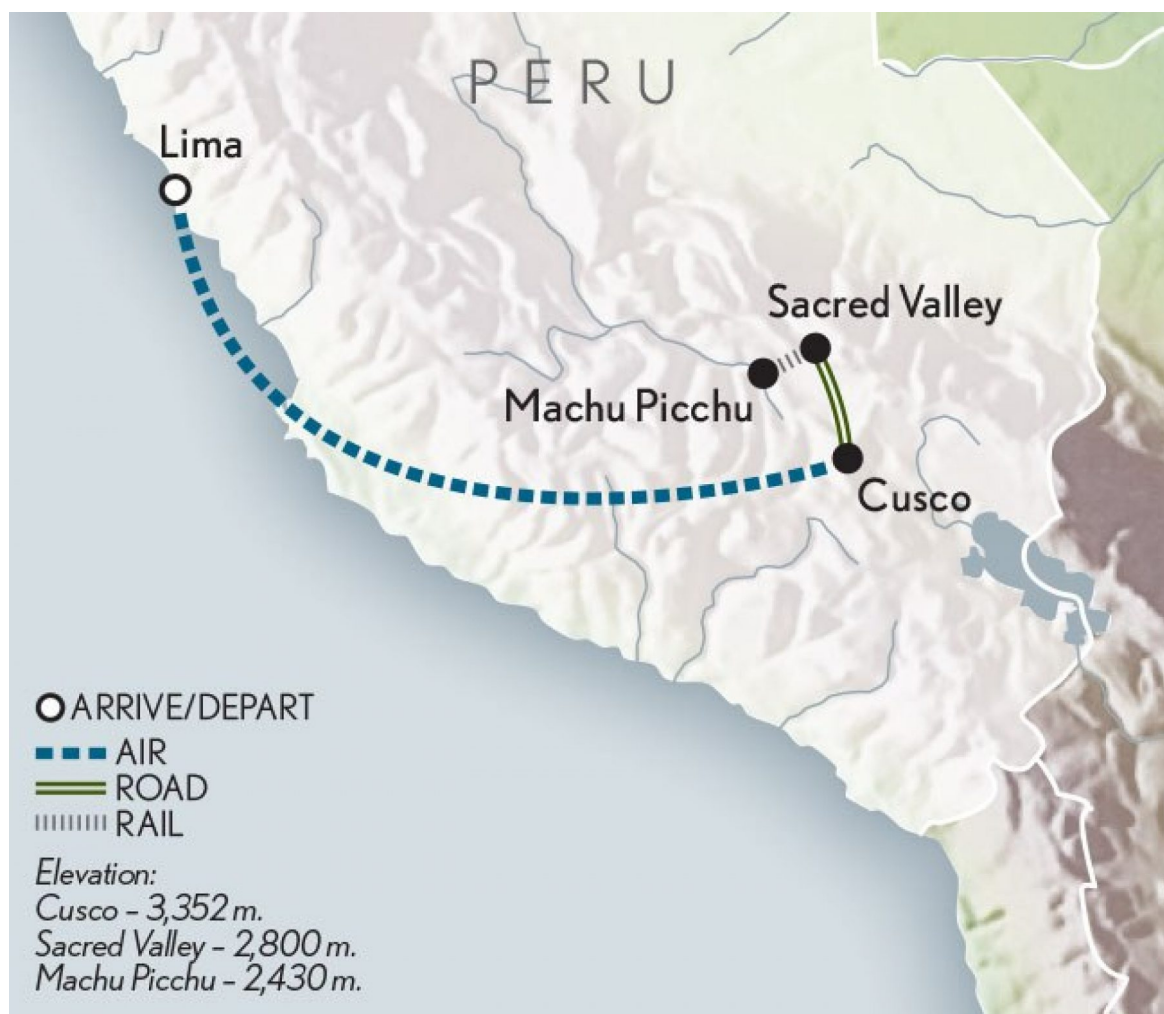 PERU
Lima
Sacred Valley
Machu Picchu
Cusco
ARRIVE/DEPART
AIR
ROAD
RAIL
Elevation:
Cusco – 3,352 m.
Sacred Valley – 2,800 m.
Machu Picchu – 2,430 m.